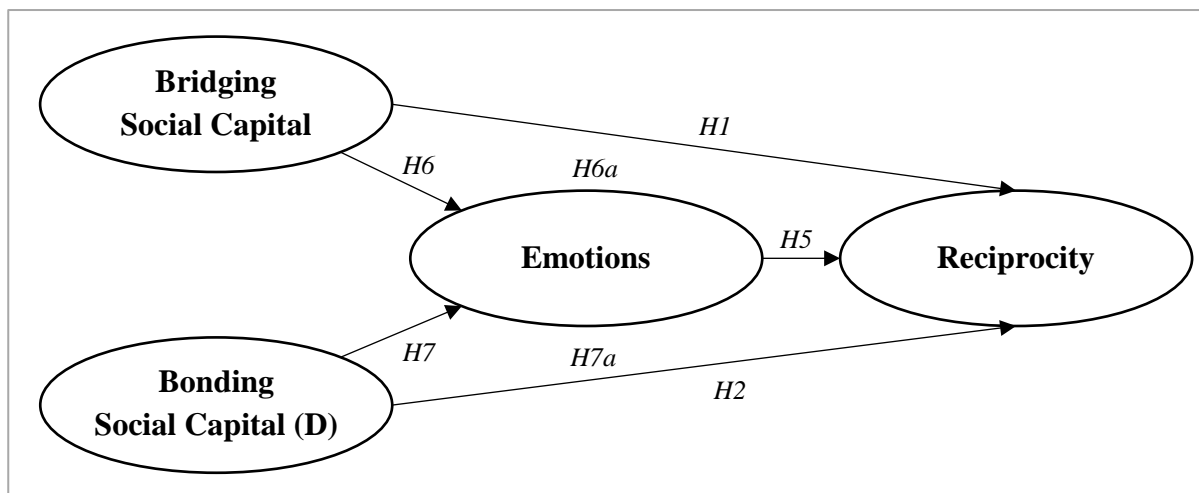 Bridging
Social Capital
H1
H6
H6a
Emotions
H5
Reciprocity
H7
H7a
H2
Bonding
Social Capital (D)